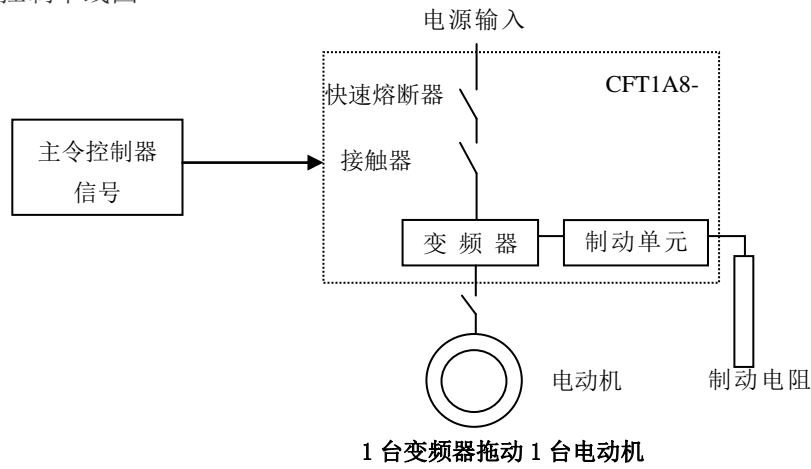 电源输入
CFT1A8-
快速熔断器
主令控制器
信号
接触器
变 频 器
制动单元
电动机
制动电阻
1 台变频器拖动 1 台电动机